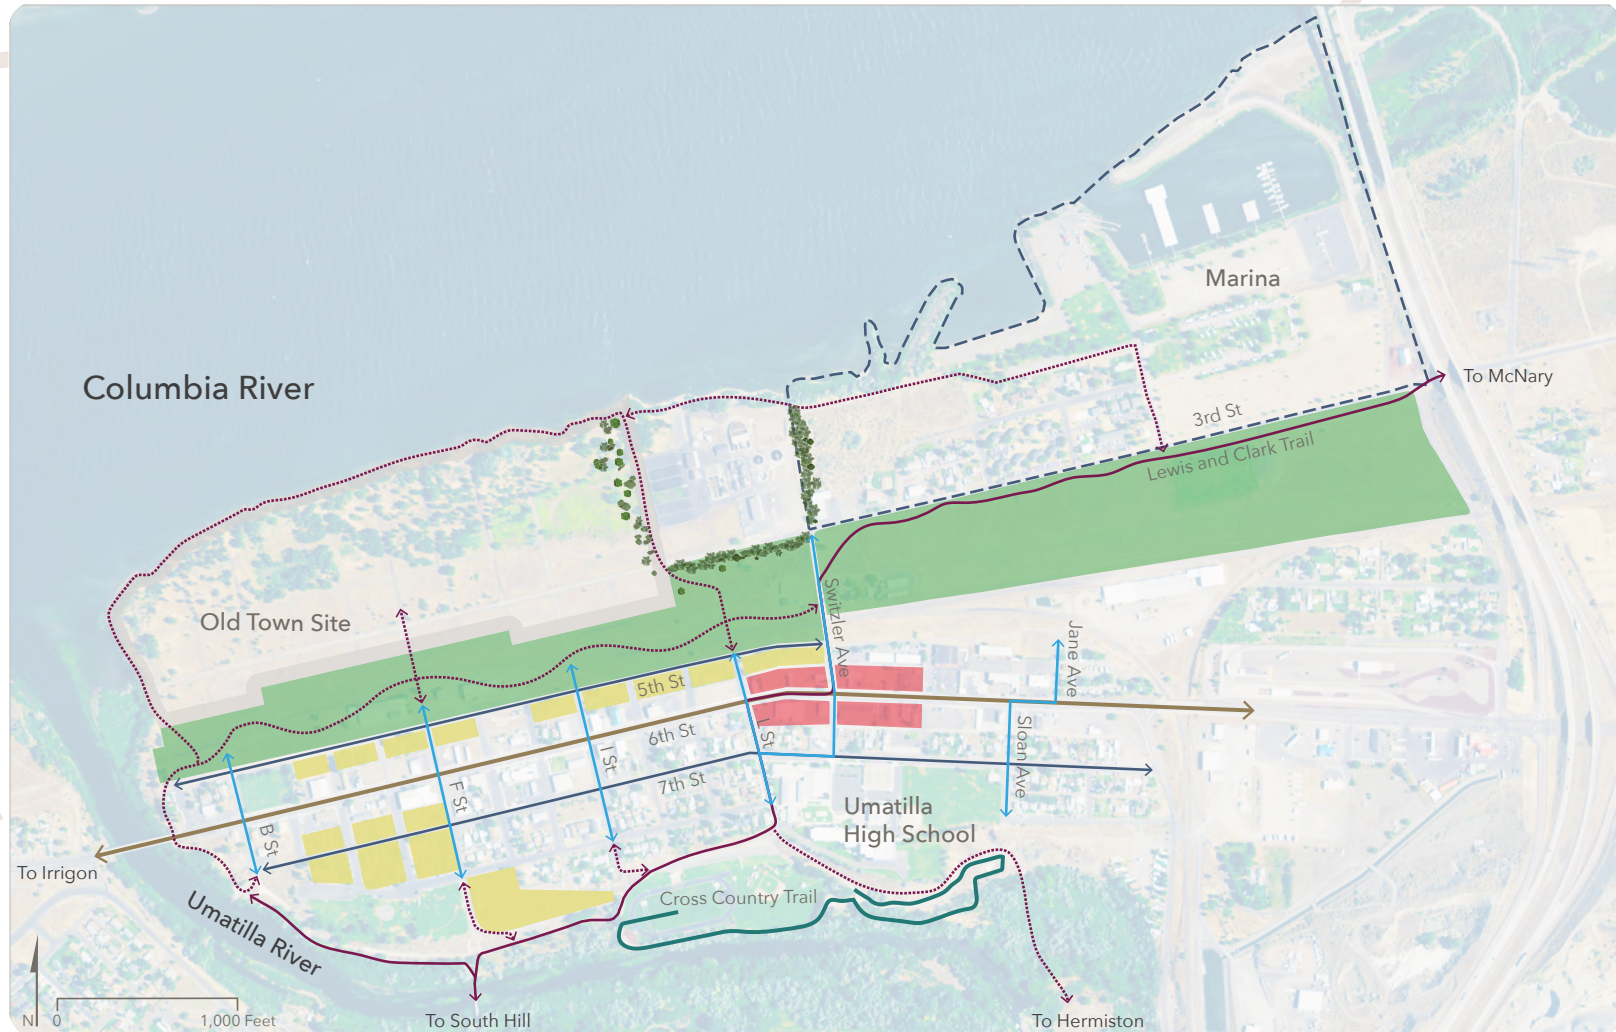 Marina
Columbia River
To McNary
3rd St
Lewis and Clark Trail
Old Town Site
Switzler Ave
Jane Ave
5th St
6th St
L St
Sloan Ave
I St
7th St
F St
B St
Umatilla
High School
To Irrigon
Cross Country Trail
Umatilla River
N
0
1,000 Feet
To South Hill
To Hermiston